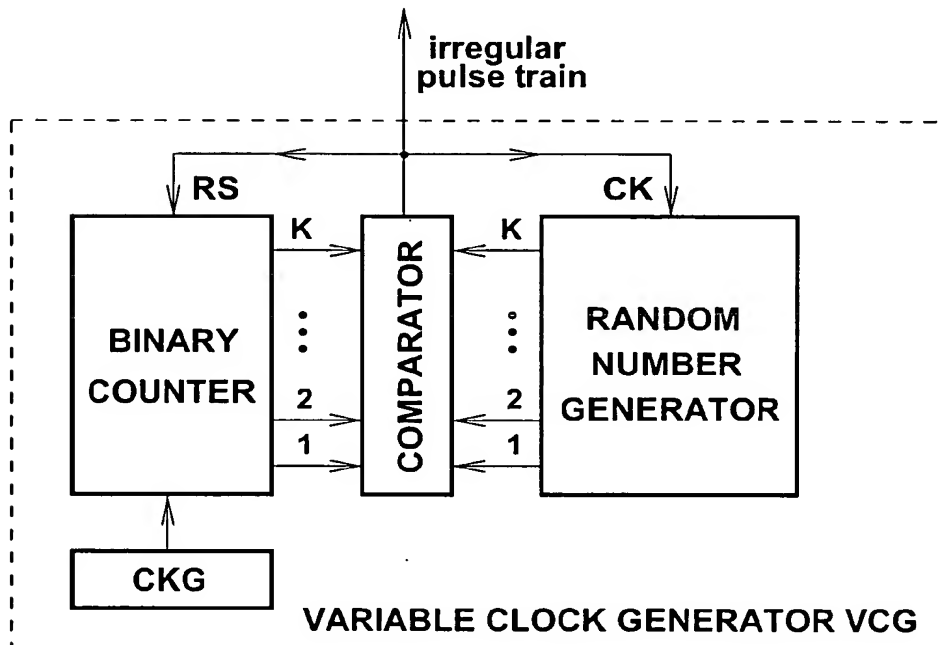 irregular
pulse train
RS
CK
K
K
BINARY
COUNTER
COMPARATOR
RANDOM
NUMBER
GENERATOR
2
2
1
1
CKG
VARIABLE CLOCK GENERATOR VCG